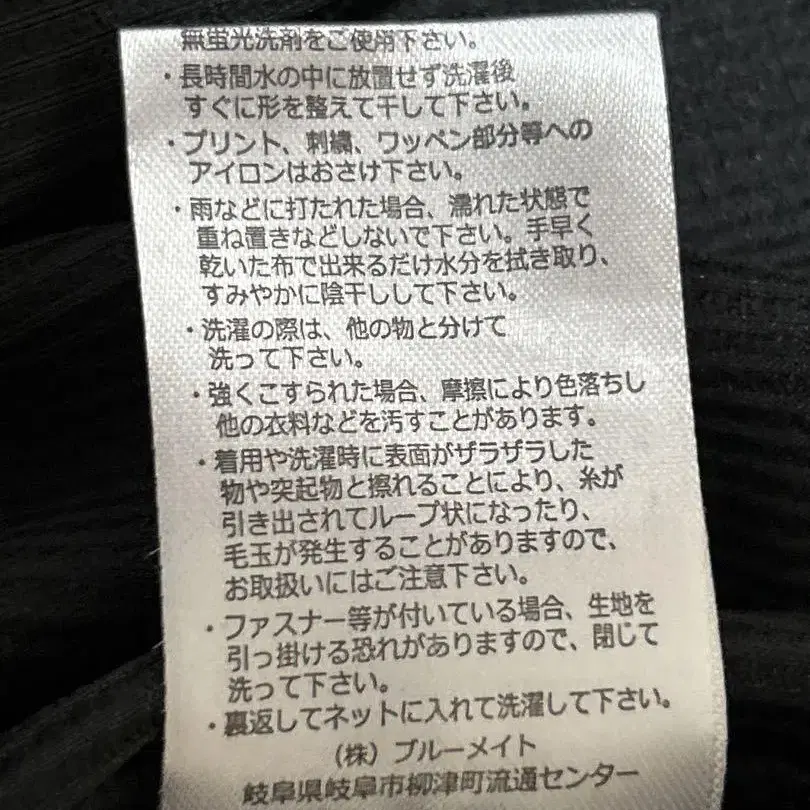 無蛍光洗剤をご使用下さい。
・長時間水の中に放置せず洗濯後
すぐに形を整えて干して下さい。
・プリント、刺繍、ワッペン部分等への
アイロンはおさけ下さい。
・雨などに打たれた場合、濡れた状態で
重ね置きなどしないで下さい。手早く
乾いた布で出来るだけ水分を拭き取り、
すみやかに陰干しして下さい。
・洗濯の際は、他の物と分けて
洗って下さい。
・強くこすられた場合、摩擦により色落ちし
他の衣料などを汚すことがあります。
・着用や洗濯時に表面がザラザラした
物や突起物と擦れることにより、糸が
引き出されてループ状になったり、
毛玉が発生することがありますので、
お取扱いにはご注意下さい。
・ファスナー等が付いている場合、生地を
引っ掛ける恐れがありますので、閉じて
洗って下さい。
・裏返してネットに入れて洗濯して下さい。
（株）ブルーメイト
岐阜県岐阜市柳津町流通センター